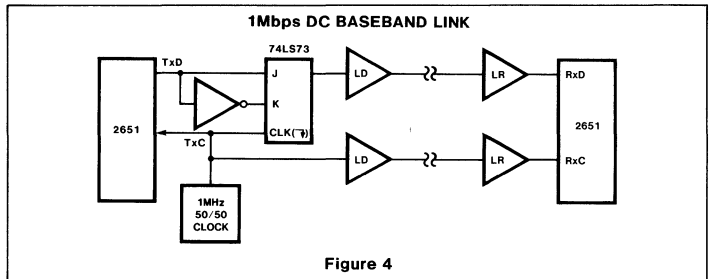 1Mbps DC BASEBAND LINK
74LS73
TxD
J
K
CLK(↴)
TxC
2651
1MHz
50/50
CLOCK
LD
LR
LD
LR
RxD
2651
RxC
Figure 4